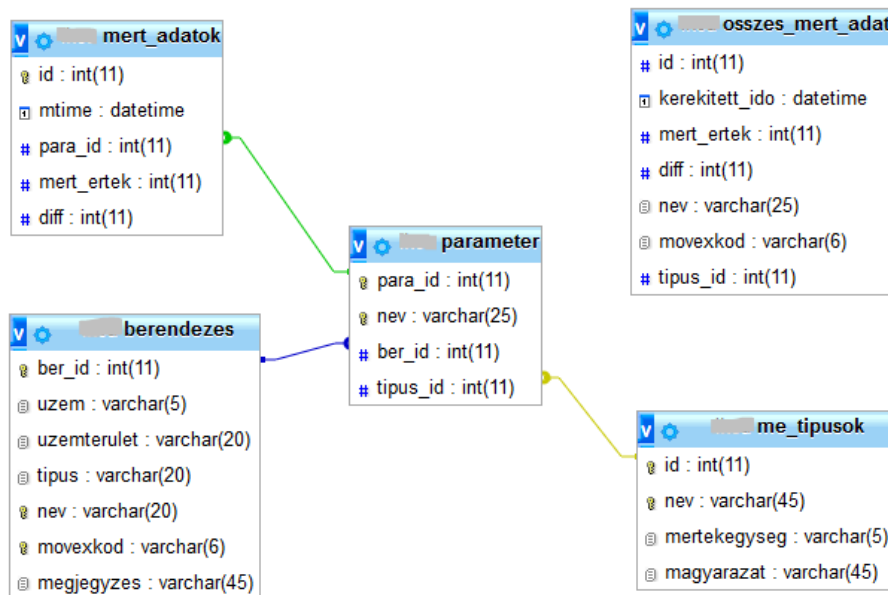 mert_adatok
id : int(11)
mtime : datetime
para_id : int(11)
mert_ertek : int(11)
diff : int(11)
osszes_mert_adat
id : int(11)
kerekitett_ido : datetime
mert_ertek : int(11)
diff : int(11)
nev : varchar(25)
movexkod : varchar(6)
tipus_id : int(11)
parameter
para_id : int(11)
nev : varchar(25)
ber_id : int(11)
tipus_id : int(11)
berendezes
ber_id : int(11)
uzem : varchar(5)
uzemterulet : varchar(20)
tipus : varchar(20)
nev : varchar(20)
movexkod : varchar(6)
megjegyzes : varchar(45)
me_tipusok
id : int(11)
nev : varchar(45)
mertekegyseg : varchar(5)
magyarazat : varchar(45)